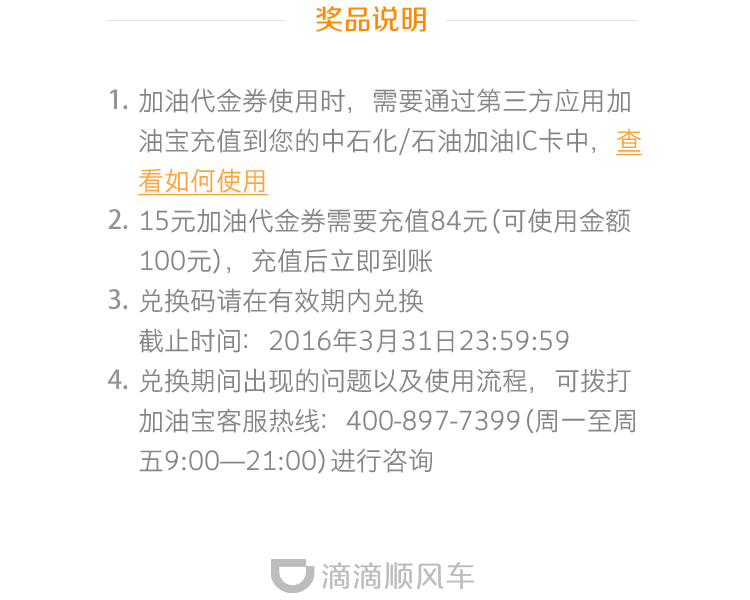 奖品说明
1. 加油代金券使用时，需要通过第三方应用加
油宝充值到您的中石化/石油加油IC卡中，查
看如何使用
2. 15元加油代金券需要充值84元(可使用金额
100元)，充值后立即到账
3. 兑换码请在有效期内兑换
截止时间：2016年3月31日23:59:59
4. 兑换期间出现的问题以及使用流程，可拨打
加油宝客服热线：400-897-7399(周一至周
五9:00—21:00)进行咨询
滴滴顺风车